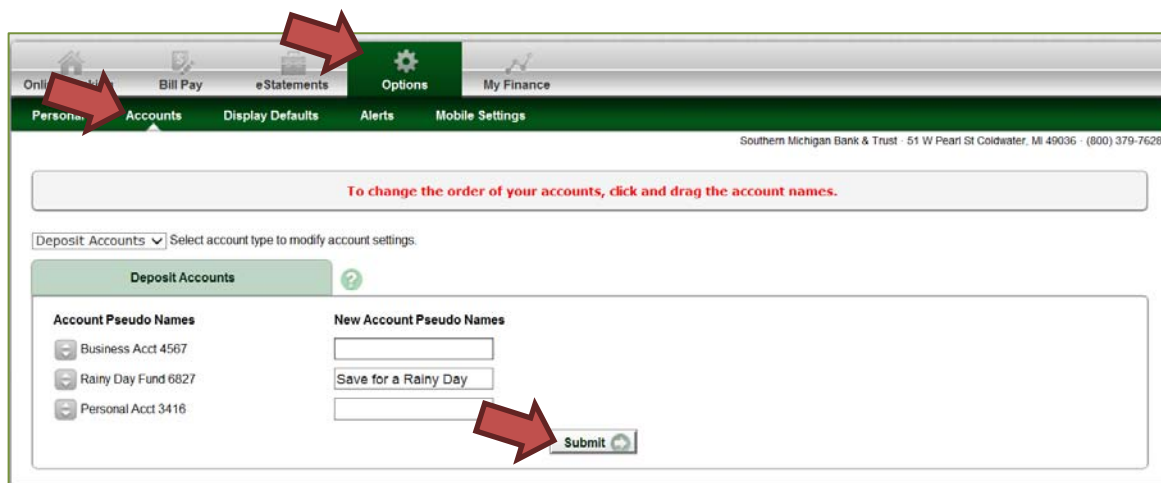 Bill Pay eStatements Options My Finance
Personal Accounts Display Defaults Alerts Mobile Settings
Southern Michigan Bank & Trust - 51 W Pearl St Coldwater, MI 49036 - (800) 379-7628
To change the order of your accounts, click and drag the account names.
Deposit Accounts Select account type to modify account settings.
Deposit Accounts ?
Account Pseudo Names New Account Pseudo Names
Business Acct 4567
Rainy Day Fund 6827 Save for a Rainy Day
Personal Acct 3416
Submit